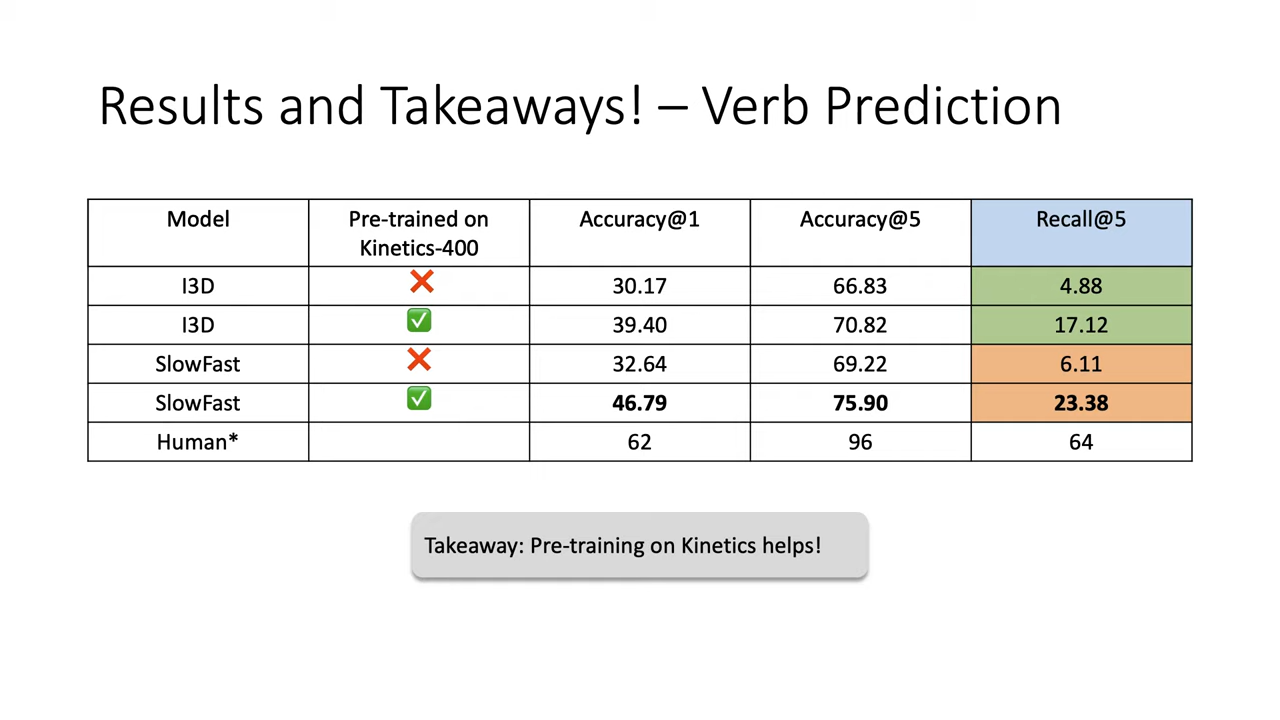 Results and Takeaways! – Verb Prediction
Model Pre-trained on Kinetics-400 Accuracy@1 Accuracy@5 Recall@5
I3D ❌ 30.17 66.83 4.88
I3D ✅ 39.40 70.82 17.12
SlowFast ❌ 32.64 69.22 6.11
SlowFast ✅ 46.79 75.90 23.38
Human* 62 96 64
Takeaway: Pre-training on Kinetics helps!